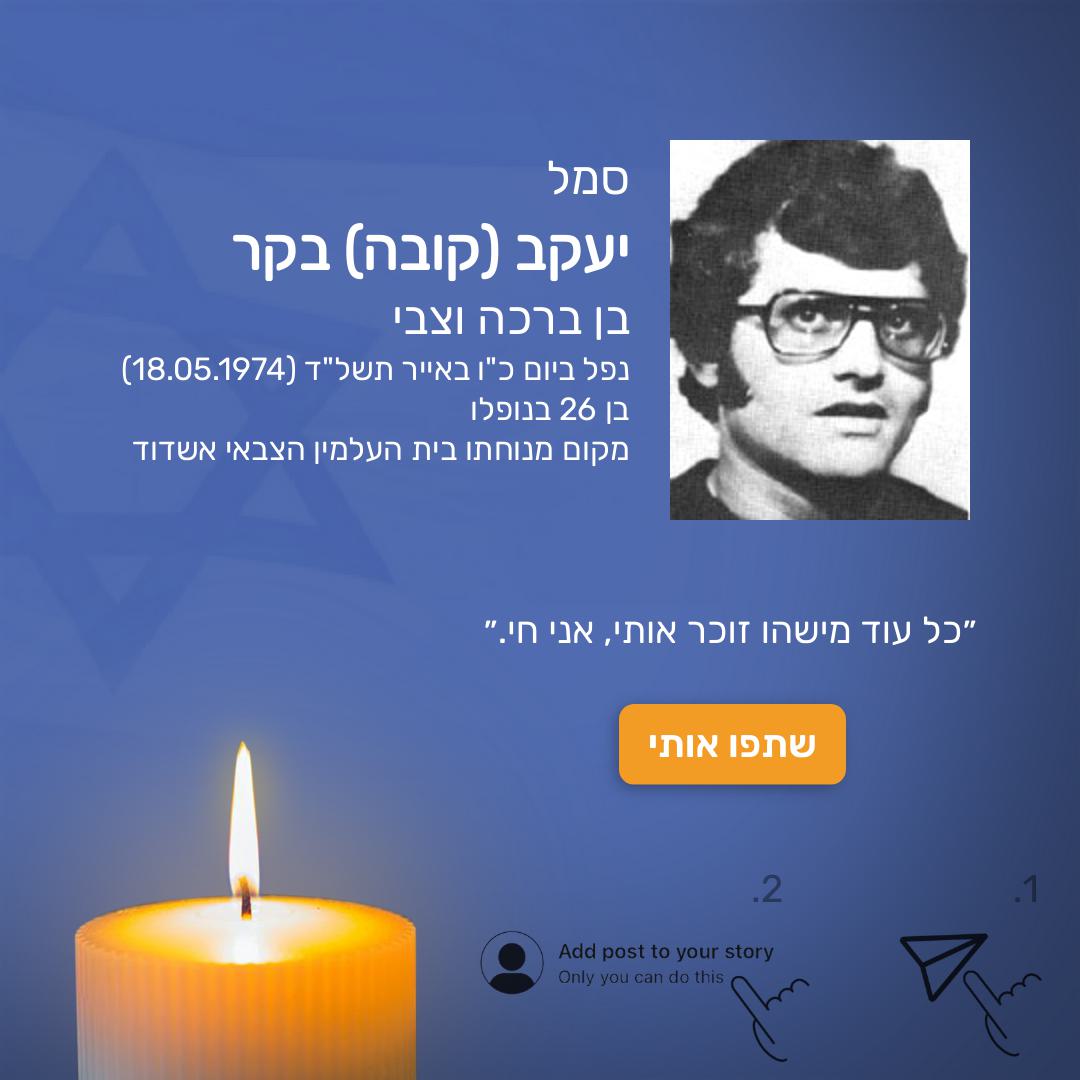 סמל
יעקב (קובה) בקר
בן ברכה וצבי
נפל ביום כ"ו באייר תשל"ד (18.05.1974)
בן 26 בנופלו
מקום מנוחתו בית העלמין הצבאי אשדוד
״כל עוד מישהו זוכר אותי, אני חי.״
שתפו אותי
1.
2.
Add post to your story
Only you can do this